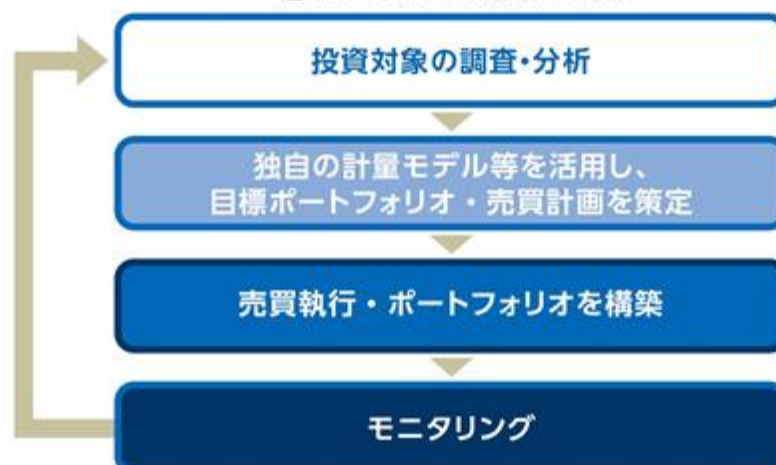 投資対象の調査・分析
独自の計量モデル等を活用し、
目標ポートフォリオ・売買計画を策定
売買執行・ポートフォリオを構築
モニタリング